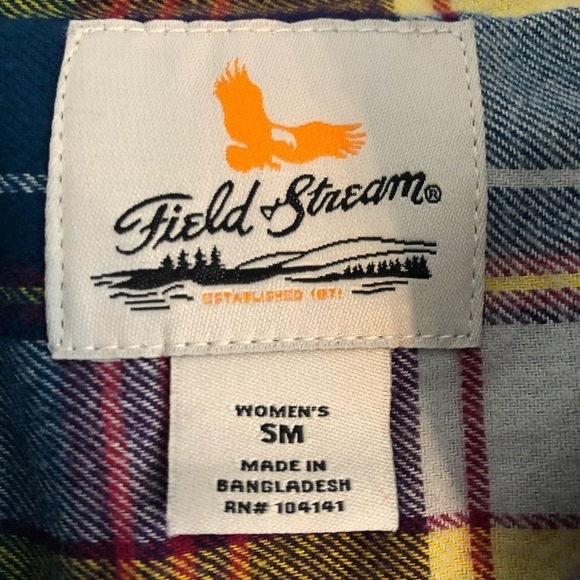 Field & Stream®
ESTABLISHED 1871
WOMEN'S
SM
MADE IN
BANGLADESH
RN# 104141